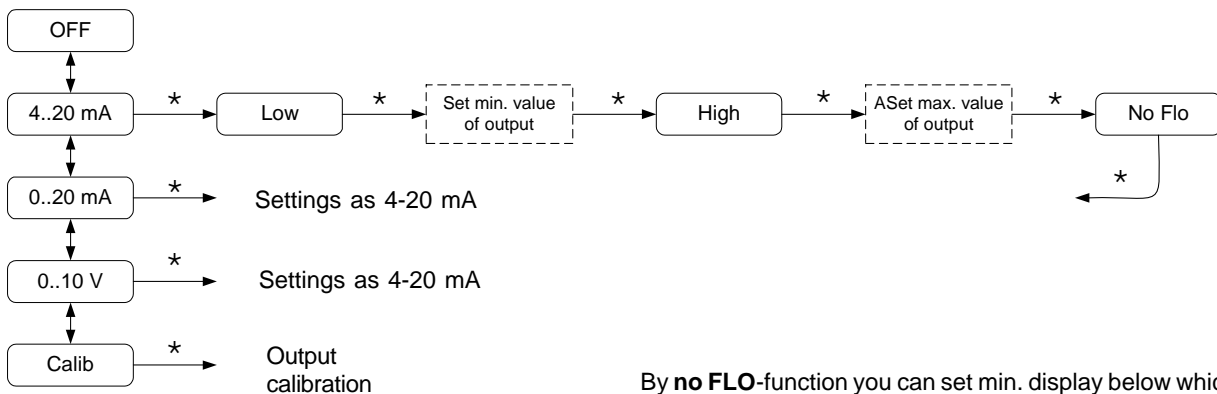 OFF
4..20 mA
*
Low
*
Set min. value
of output
*
High
*
ASet max. value
of output
*
No Flo
*
0..20 mA
*
Settings as 4-20 mA
0..10 V
*
Settings as 4-20 mA
Calib
*
Output
calibration
By no FLO-function you can set min. display below